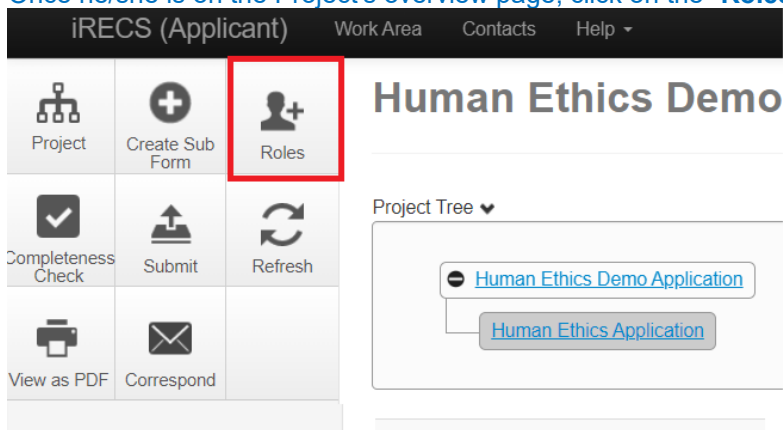 Once he/she is on the Project's overview page, click on the "Roles
iRECS (Applicant) Work Area Contacts Help
Project
Create Sub Form
Roles
Human Ethics Demo
Completeness Check
Submit
Refresh
Project Tree
Human Ethics Demo Application
Human Ethics Application
View as PDF
Correspond